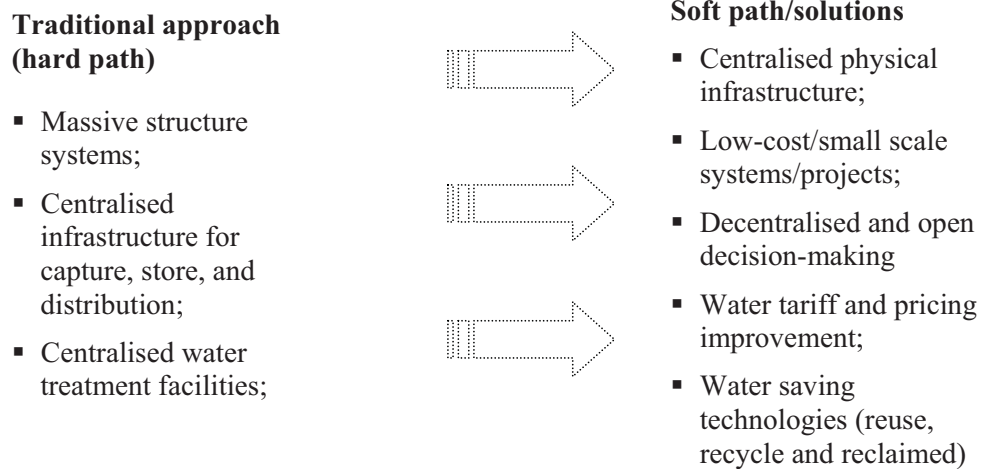 Traditional approach
(hard path)
▪ Massive structure
systems;
▪ Centralised
infrastructure for
capture, store, and
distribution;
▪ Centralised water
treatment facilities;
Soft path/solutions
▪ Centralised physical
infrastructure;
▪ Low-cost/small scale
systems/projects;
▪ Decentralised and open
decision-making
▪ Water tariff and pricing
improvement;
▪ Water saving
technologies (reuse,
recycle and reclaimed)